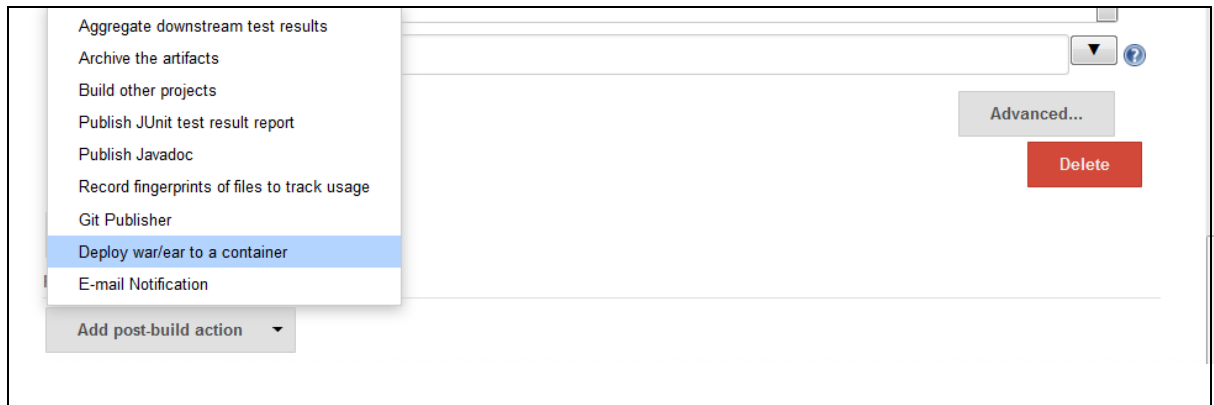 Aggregate downstream test results
Archive the artifacts
Build other projects
Publish JUnit test result report
Publish Javadoc
Record fingerprints of files to track usage
Git Publisher
Deploy war/ear to a container
E-mail Notification
Add post-build action
Advanced...
Delete